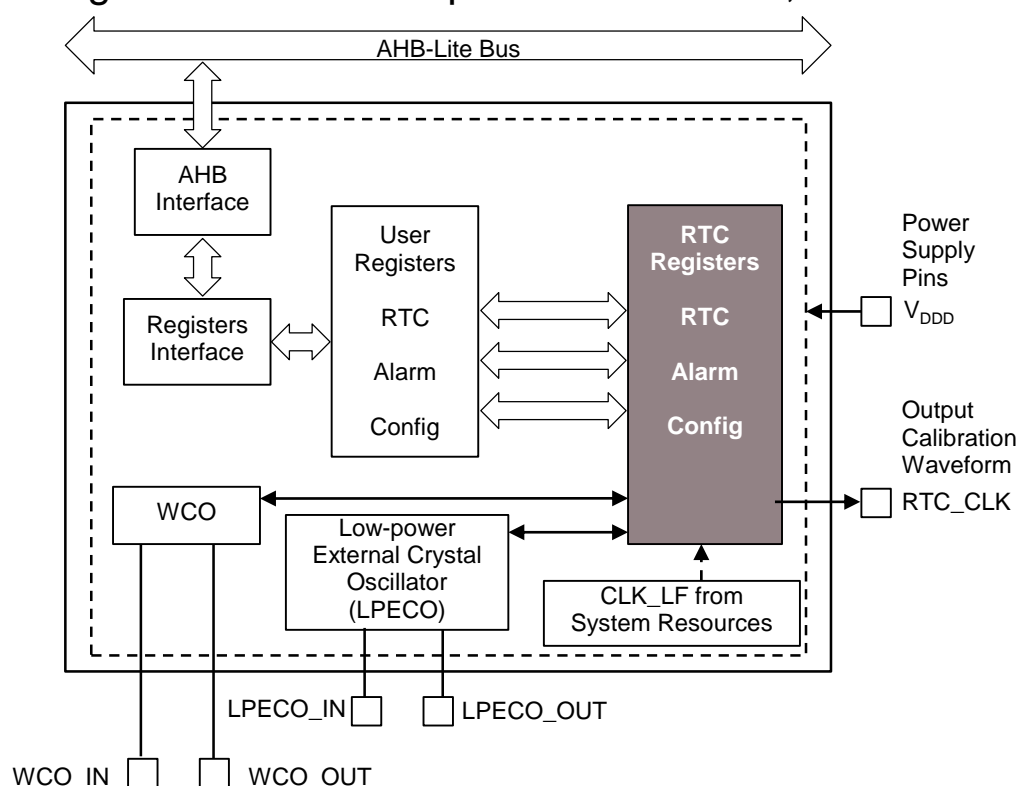 AHB-Lite Bus
AHB
Interface
Registers
Interface
User
Registers
RTC
Alarm
Config
RTC
Registers
RTC
Alarm
Config
Power
Supply
Pins
VDDD
Output
Calibration
Waveform
RTC_CLK
WCO
Low-power
External Crystal
Oscillator
(LPECO)
CLK_LF from
System Resources
LPECO_IN
LPECO_OUT
WCO_IN
WCO_OUT